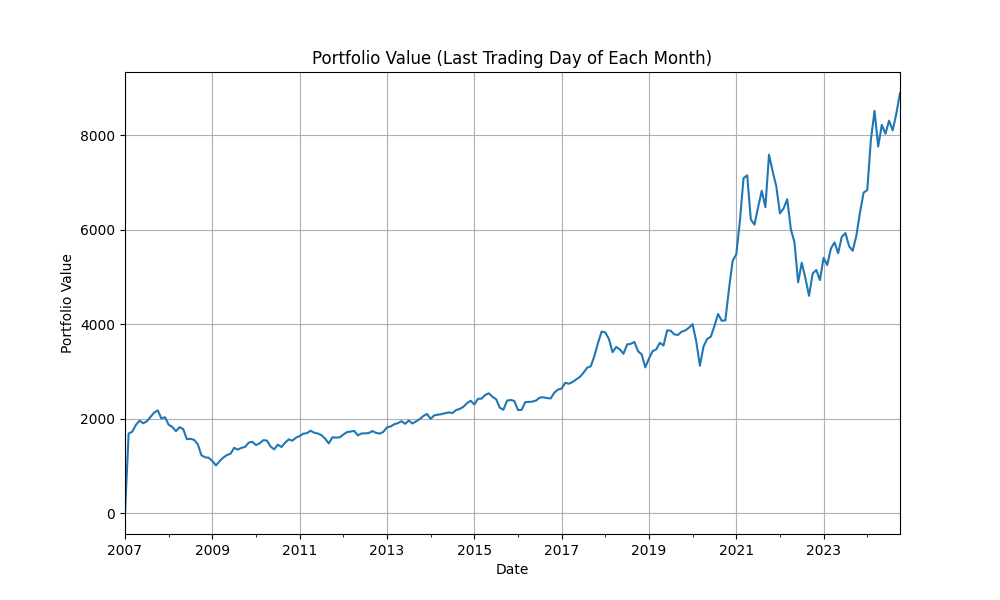 Portfolio Value (Last Trading Day of Each Month)
8000
6000
4000
2000
0
Portfolio Value
2007 2009 2011 2013 2015 2017 2019 2021 2023
Date